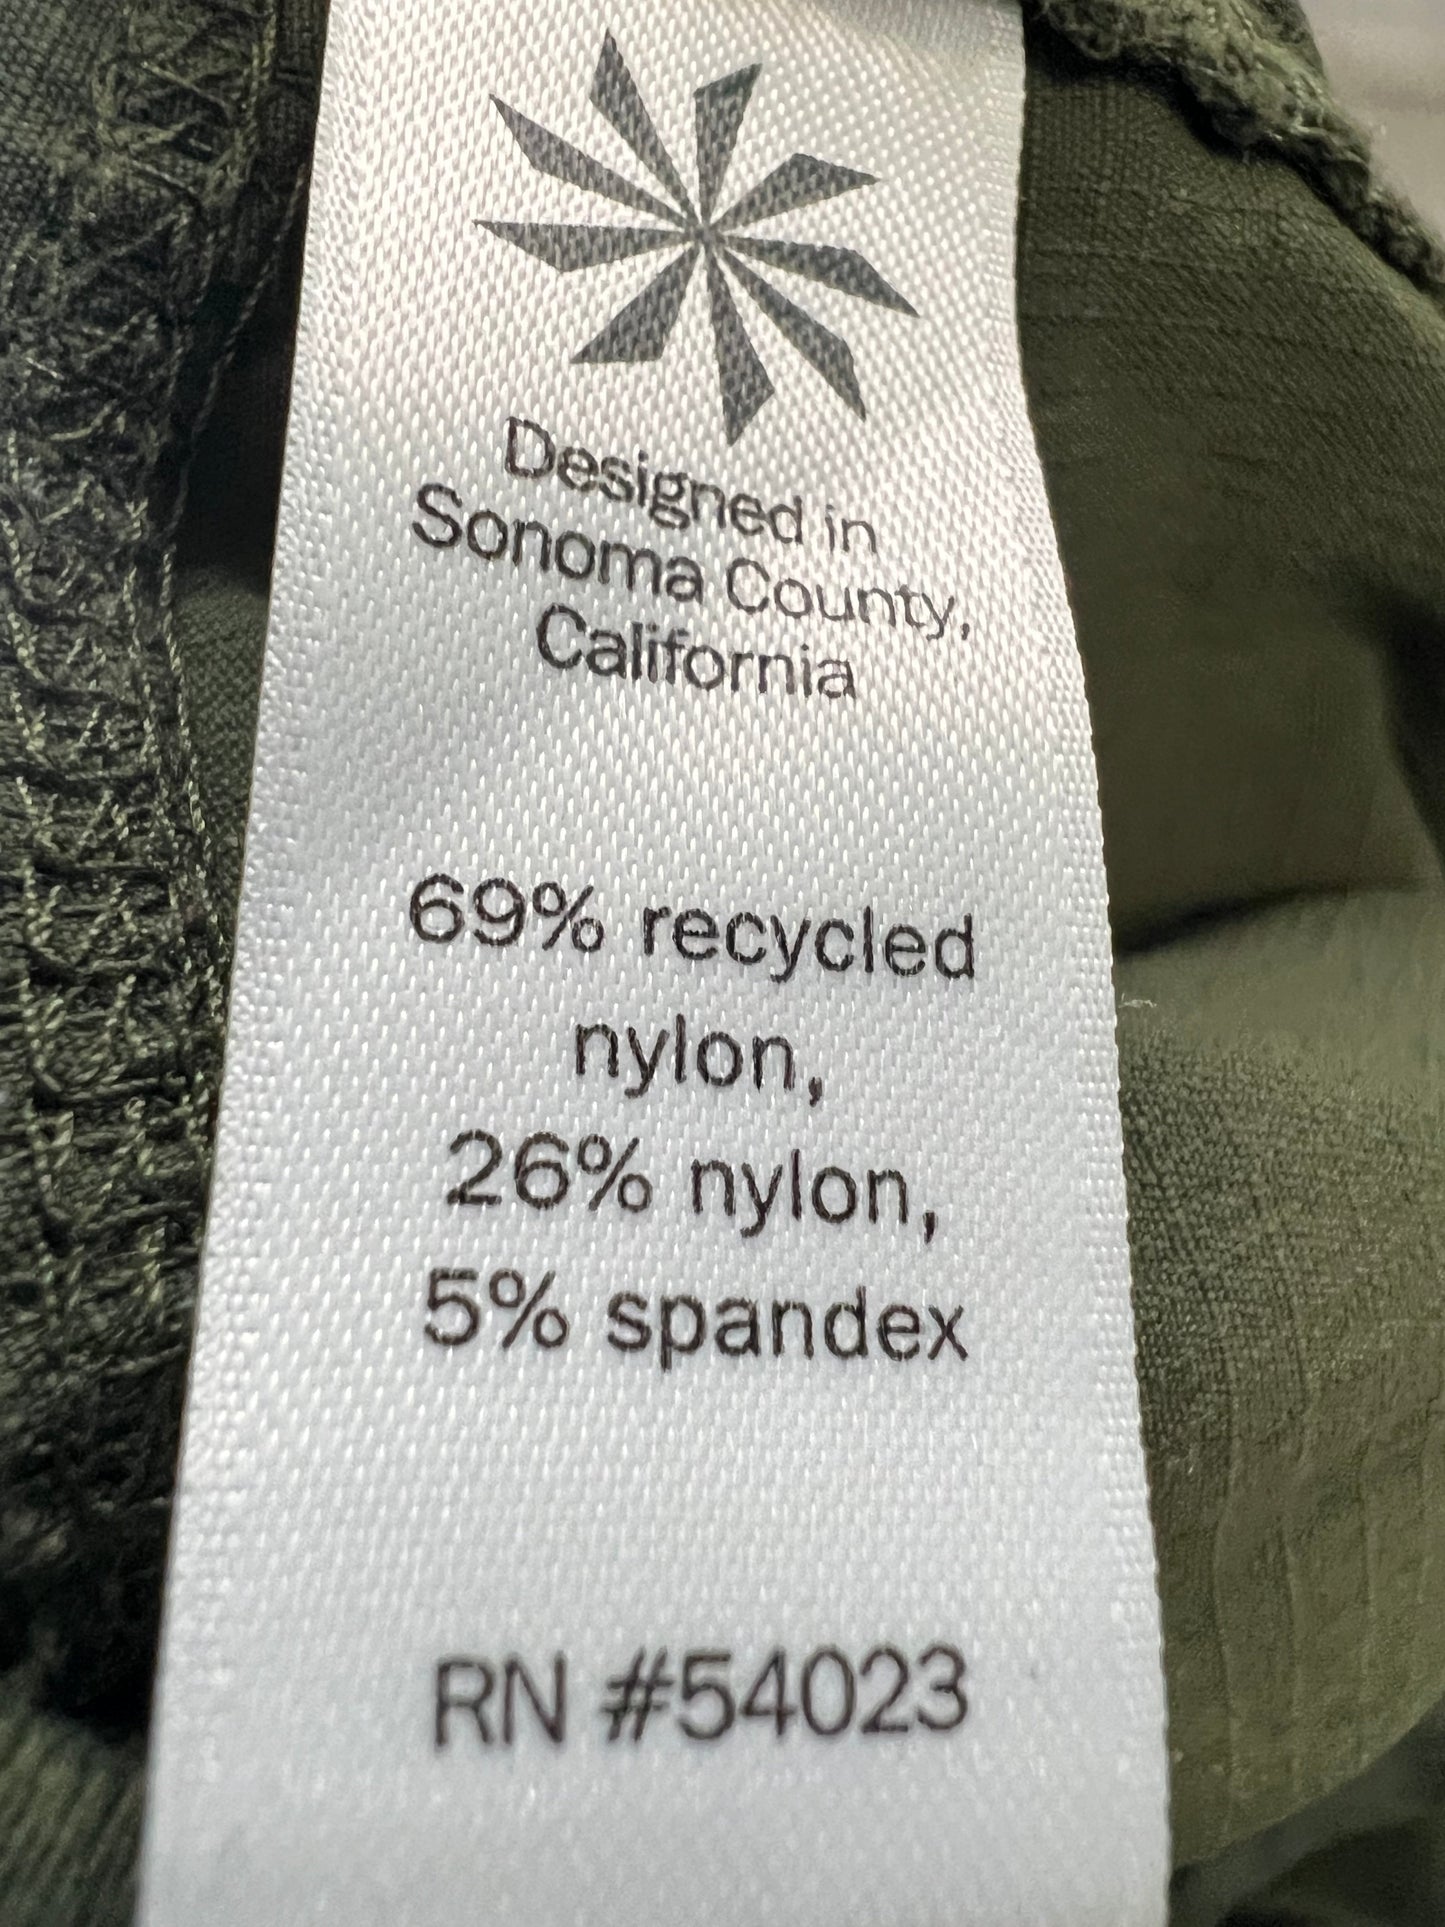 Designed in
Sonoma County,
California
69% recycled
nylon,
26% nylon,
5% spandex
RN #54023